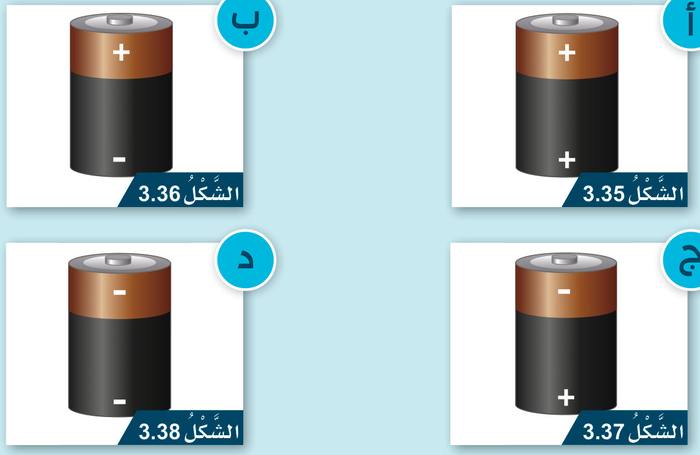 أ
+
+
الشَّكْلُ 3.35
ب
+
-
الشَّكْلُ 3.36
ج
-
+
الشَّكْلُ 3.37
د
-
-
الشَّكْلُ 3.38